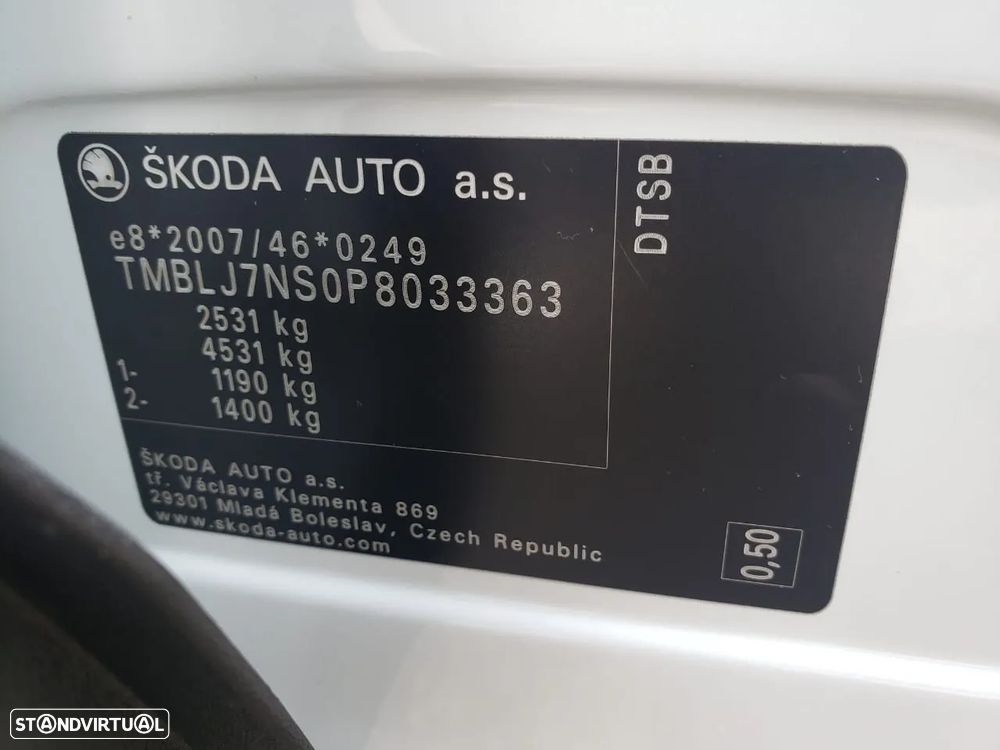 ŠKODA AUTO a.s.
DTSB
e8*2007/46*0249
TMBLJ7NS0P8033363
2531 kg
4531 kg
1- 1190 kg
2- 1400 kg
ŠKODA AUTO a.s.
tř. Václava Klementa 869
29301 Mladá Boleslav, Czech Republic
www.skoda-auto.com
0,50
STANDVIRTUAL